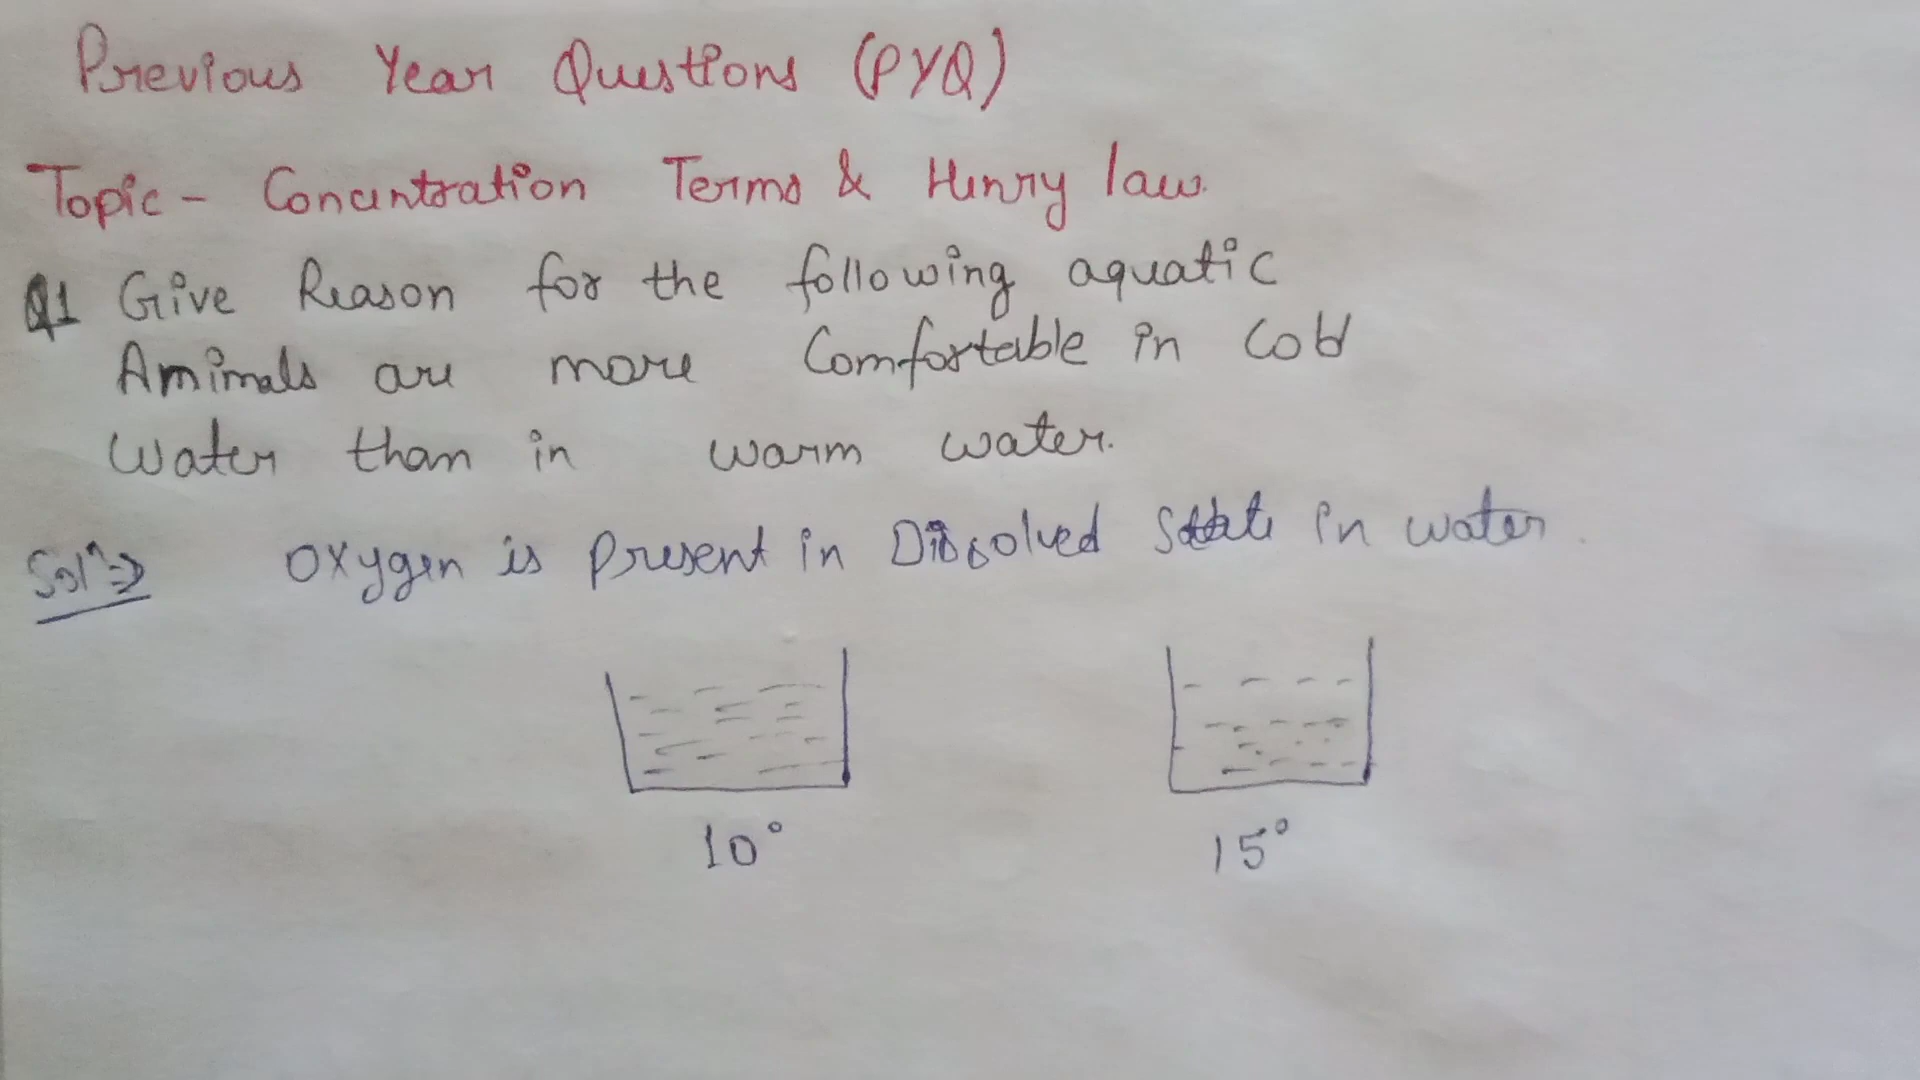 Previous Year Questions (PYQ)
Topic - Concentration Terms & Henry law.
Q1 Give Reason for the following aquatic
Animals are more Comfortable in Cold
Water than in warm water.
Solⁿ⇒ Oxygen is Present in Dissolved State in water.
10° 15°